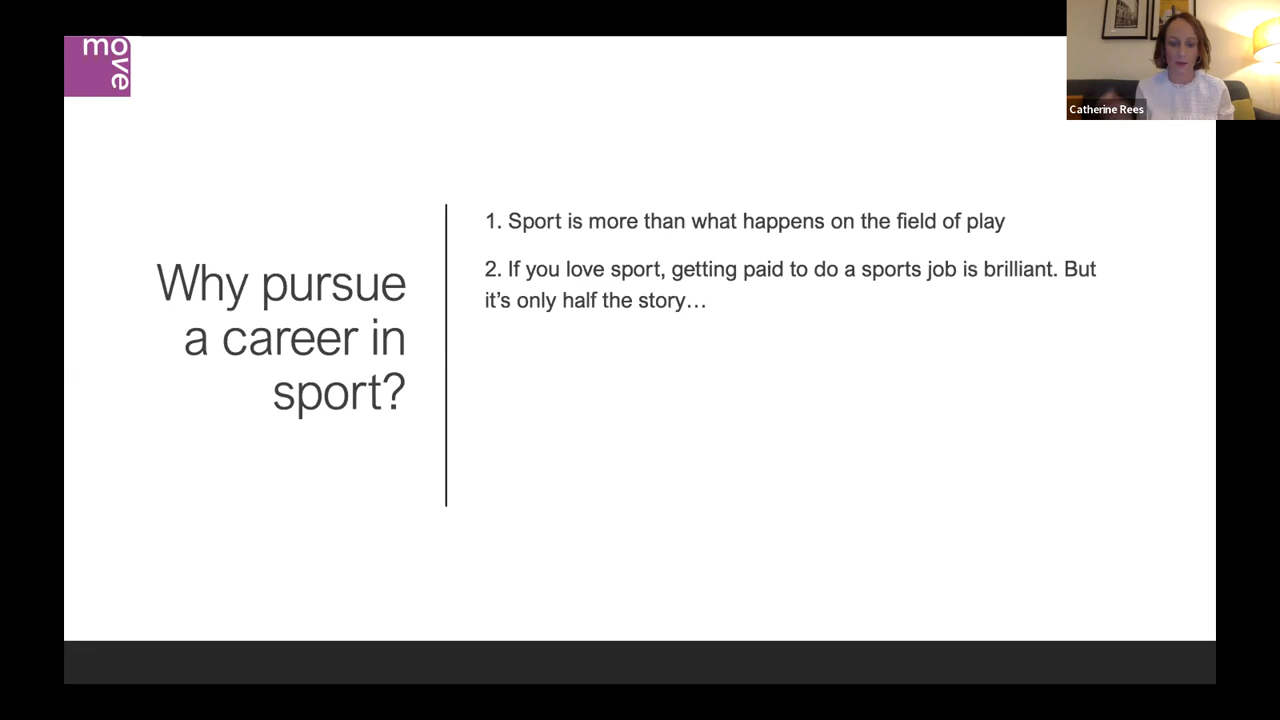 move
Catherine Rees
Why pursue
a career in
sport?
1. Sport is more than what happens on the field of play
2. If you love sport, getting paid to do a sports job is brilliant. But
it’s only half the story…